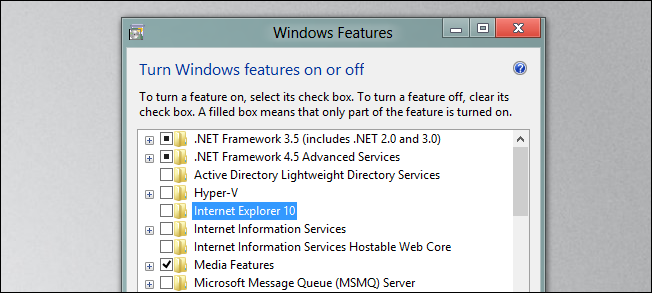 Windows Features
Turn Windows features on or off
To turn a feature on, select its check box. To turn a feature off, clear its
check box. A filled box means that only part of the feature is turned on.
.NET Framework 3.5 (includes .NET 2.0 and 3.0)
.NET Framework 4.5 Advanced Services
Active Directory Lightweight Directory Services
Hyper-V
Internet Explorer 10
Internet Information Services
Internet Information Services Hostable Web Core
Media Features
Microsoft Message Queue (MSMQ) Server